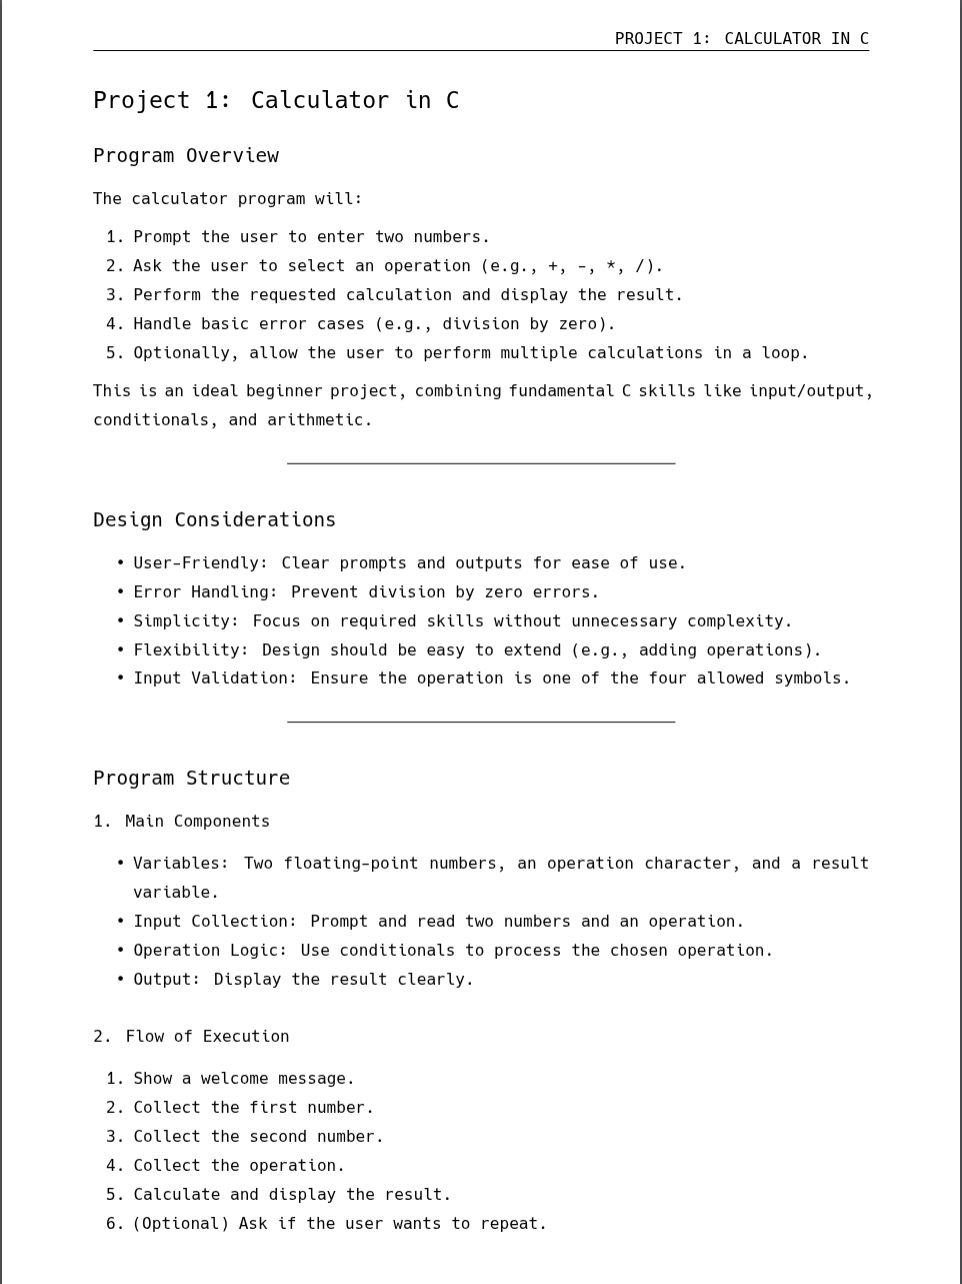 PROJECT 1: CALCULATOR IN C
Project 1: Calculator in C
Program Overview
The calculator program will:
1. Prompt the user to enter two numbers.
2. Ask the user to select an operation (e.g., +, -, *, /).
3. Perform the requested calculation and display the result.
4. Handle basic error cases (e.g., division by zero).
5. Optionally, allow the user to perform multiple calculations in a loop.
This is an ideal beginner project, combining fundamental C skills like input/output,
conditionals, and arithmetic.
Design Considerations
• User-Friendly: Clear prompts and outputs for ease of use.
• Error Handling: Prevent division by zero errors.
• Simplicity: Focus on required skills without unnecessary complexity.
• Flexibility: Design should be easy to extend (e.g., adding operations).
• Input Validation: Ensure the operation is one of the four allowed symbols.
Program Structure
1. Main Components
• Variables: Two floating-point numbers, an operation character, and a result
variable.
• Input Collection: Prompt and read two numbers and an operation.
• Operation Logic: Use conditionals to process the chosen operation.
• Output: Display the result clearly.
2. Flow of Execution
1. Show a welcome message.
2. Collect the first number.
3. Collect the second number.
4. Collect the operation.
5. Calculate and display the result.
6. (Optional) Ask if the user wants to repeat.